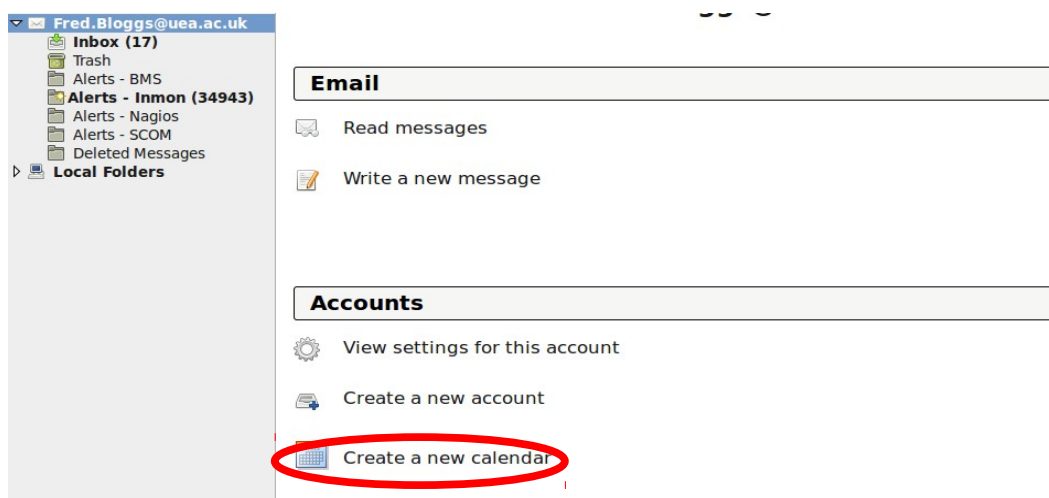 Fred.Bloggs@uea.ac.uk
Inbox (17)
Trash
Alerts - BMS
Alerts - Inmon (34943)
Alerts - Nagios
Alerts - SCOM
Deleted Messages
Local Folders
Email
Read messages
Write a new message
Accounts
View settings for this account
Create a new account
Create a new calendar